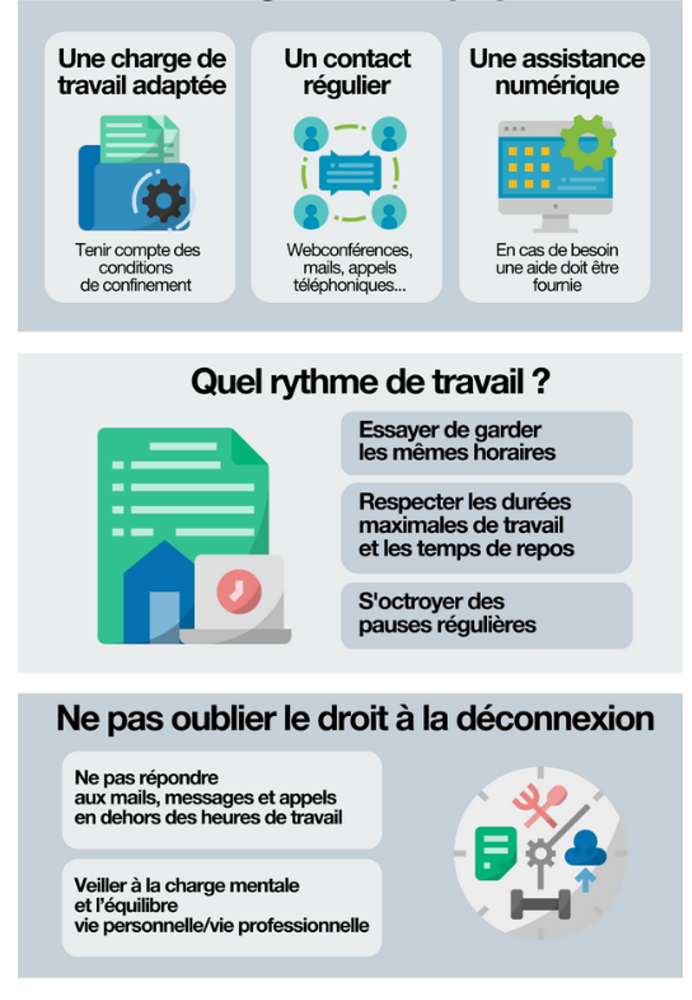 Une charge de
travail adaptée
Tenir compte des
conditions
de confinement
Un contact
régulier
Webconférences,
mails, appels
téléphoniques...
Une assistance
numérique
En cas de besoin
une aide doit être
fournie
Quel rythme de travail ?
Essayer de garder
les mêmes horaires
Respecter les durées
maximales de travail
et les temps de repos
S'octroyer des
pauses régulières
Ne pas oublier le droit à la déconnexion
Ne pas répondre
aux mails, messages et appels
en dehors des heures de travail
Veiller à la charge mentale
et l'équilibre
vie personnelle/vie professionnelle